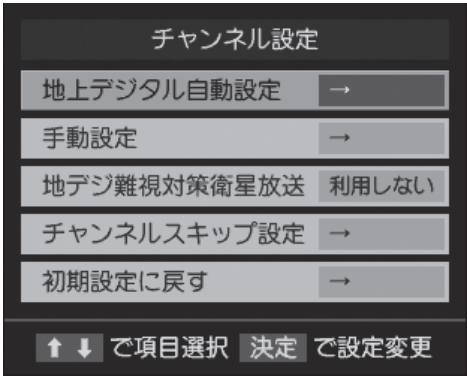 チャンネル設定
地上デジタル自動設定 →
手動設定 →
地デジ難視対策衛星放送 利用しない
チャンネルスキップ設定 →
初期設定に戻す →
↑ ↓ で項目選択 決定 で設定変更